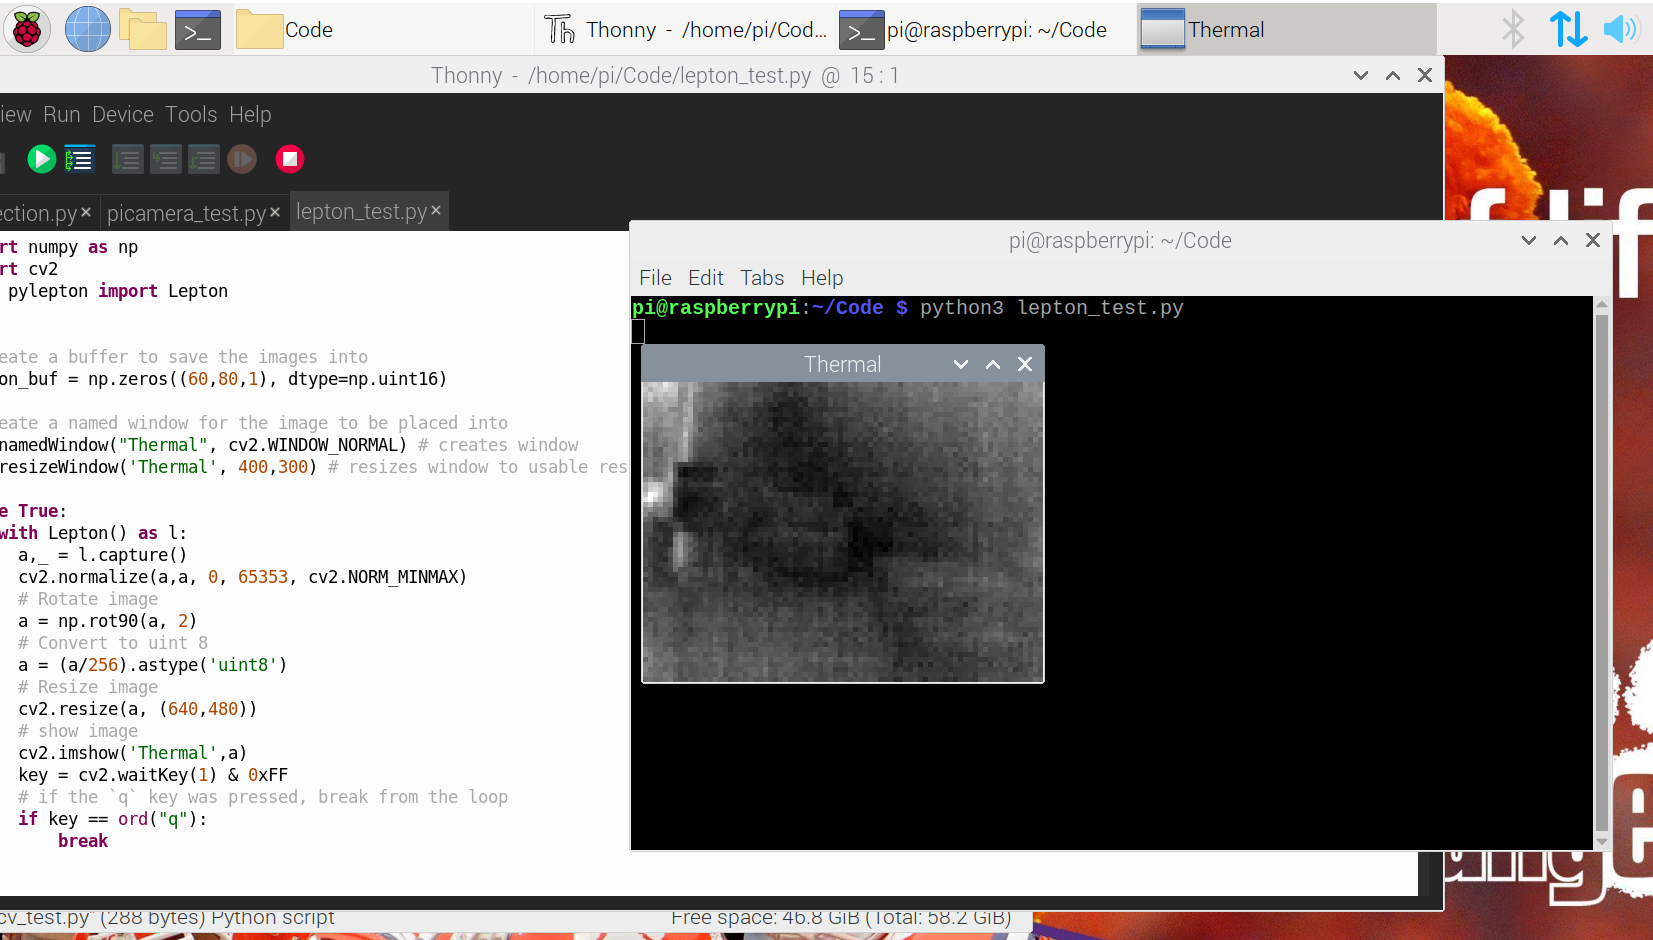 Code
Thonny - /home/pi/Cod...
pi@raspberrypi: ~/Code
Thermal
Thonny - /home/pi/Code/lepton_test.py @ 15 : 1
iew Run Device Tools Help
ection.py
picamera_test.py
lepton_test.py
rt numpy as np
rt cv2
pylepton import Lepton
eate a buffer to save the images into
on_buf = np.zeros((60,80,1), dtype=np.uint16)
eate a named window for the image to be placed into
namedWindow("Thermal", cv2.WINDOW_NORMAL) # creates window
resizeWindow('Thermal', 400,300) # resizes window to usable res
e True:
with Lepton() as l:
a,_ = l.capture()
cv2.normalize(a,a, 0, 65353, cv2.NORM_MINMAX)
# Rotate image
a = np.rot90(a, 2)
# Convert to uint 8
a = (a/256).astype('uint8')
# Resize image
cv2.resize(a, (640,480))
# show image
cv2.imshow('Thermal',a)
key = cv2.waitKey(1) & 0xFF
# if the `q` key was pressed, break from the loop
if key == ord("q"):
break
pi@raspberrypi: ~/Code
File Edit Tabs Help
pi@raspberrypi:~/Code $ python3 lepton_test.py
Thermal
cv_test.py" (288 bytes) Python script
Free space: 46.8 GiB (Total: 58.2 GiB)